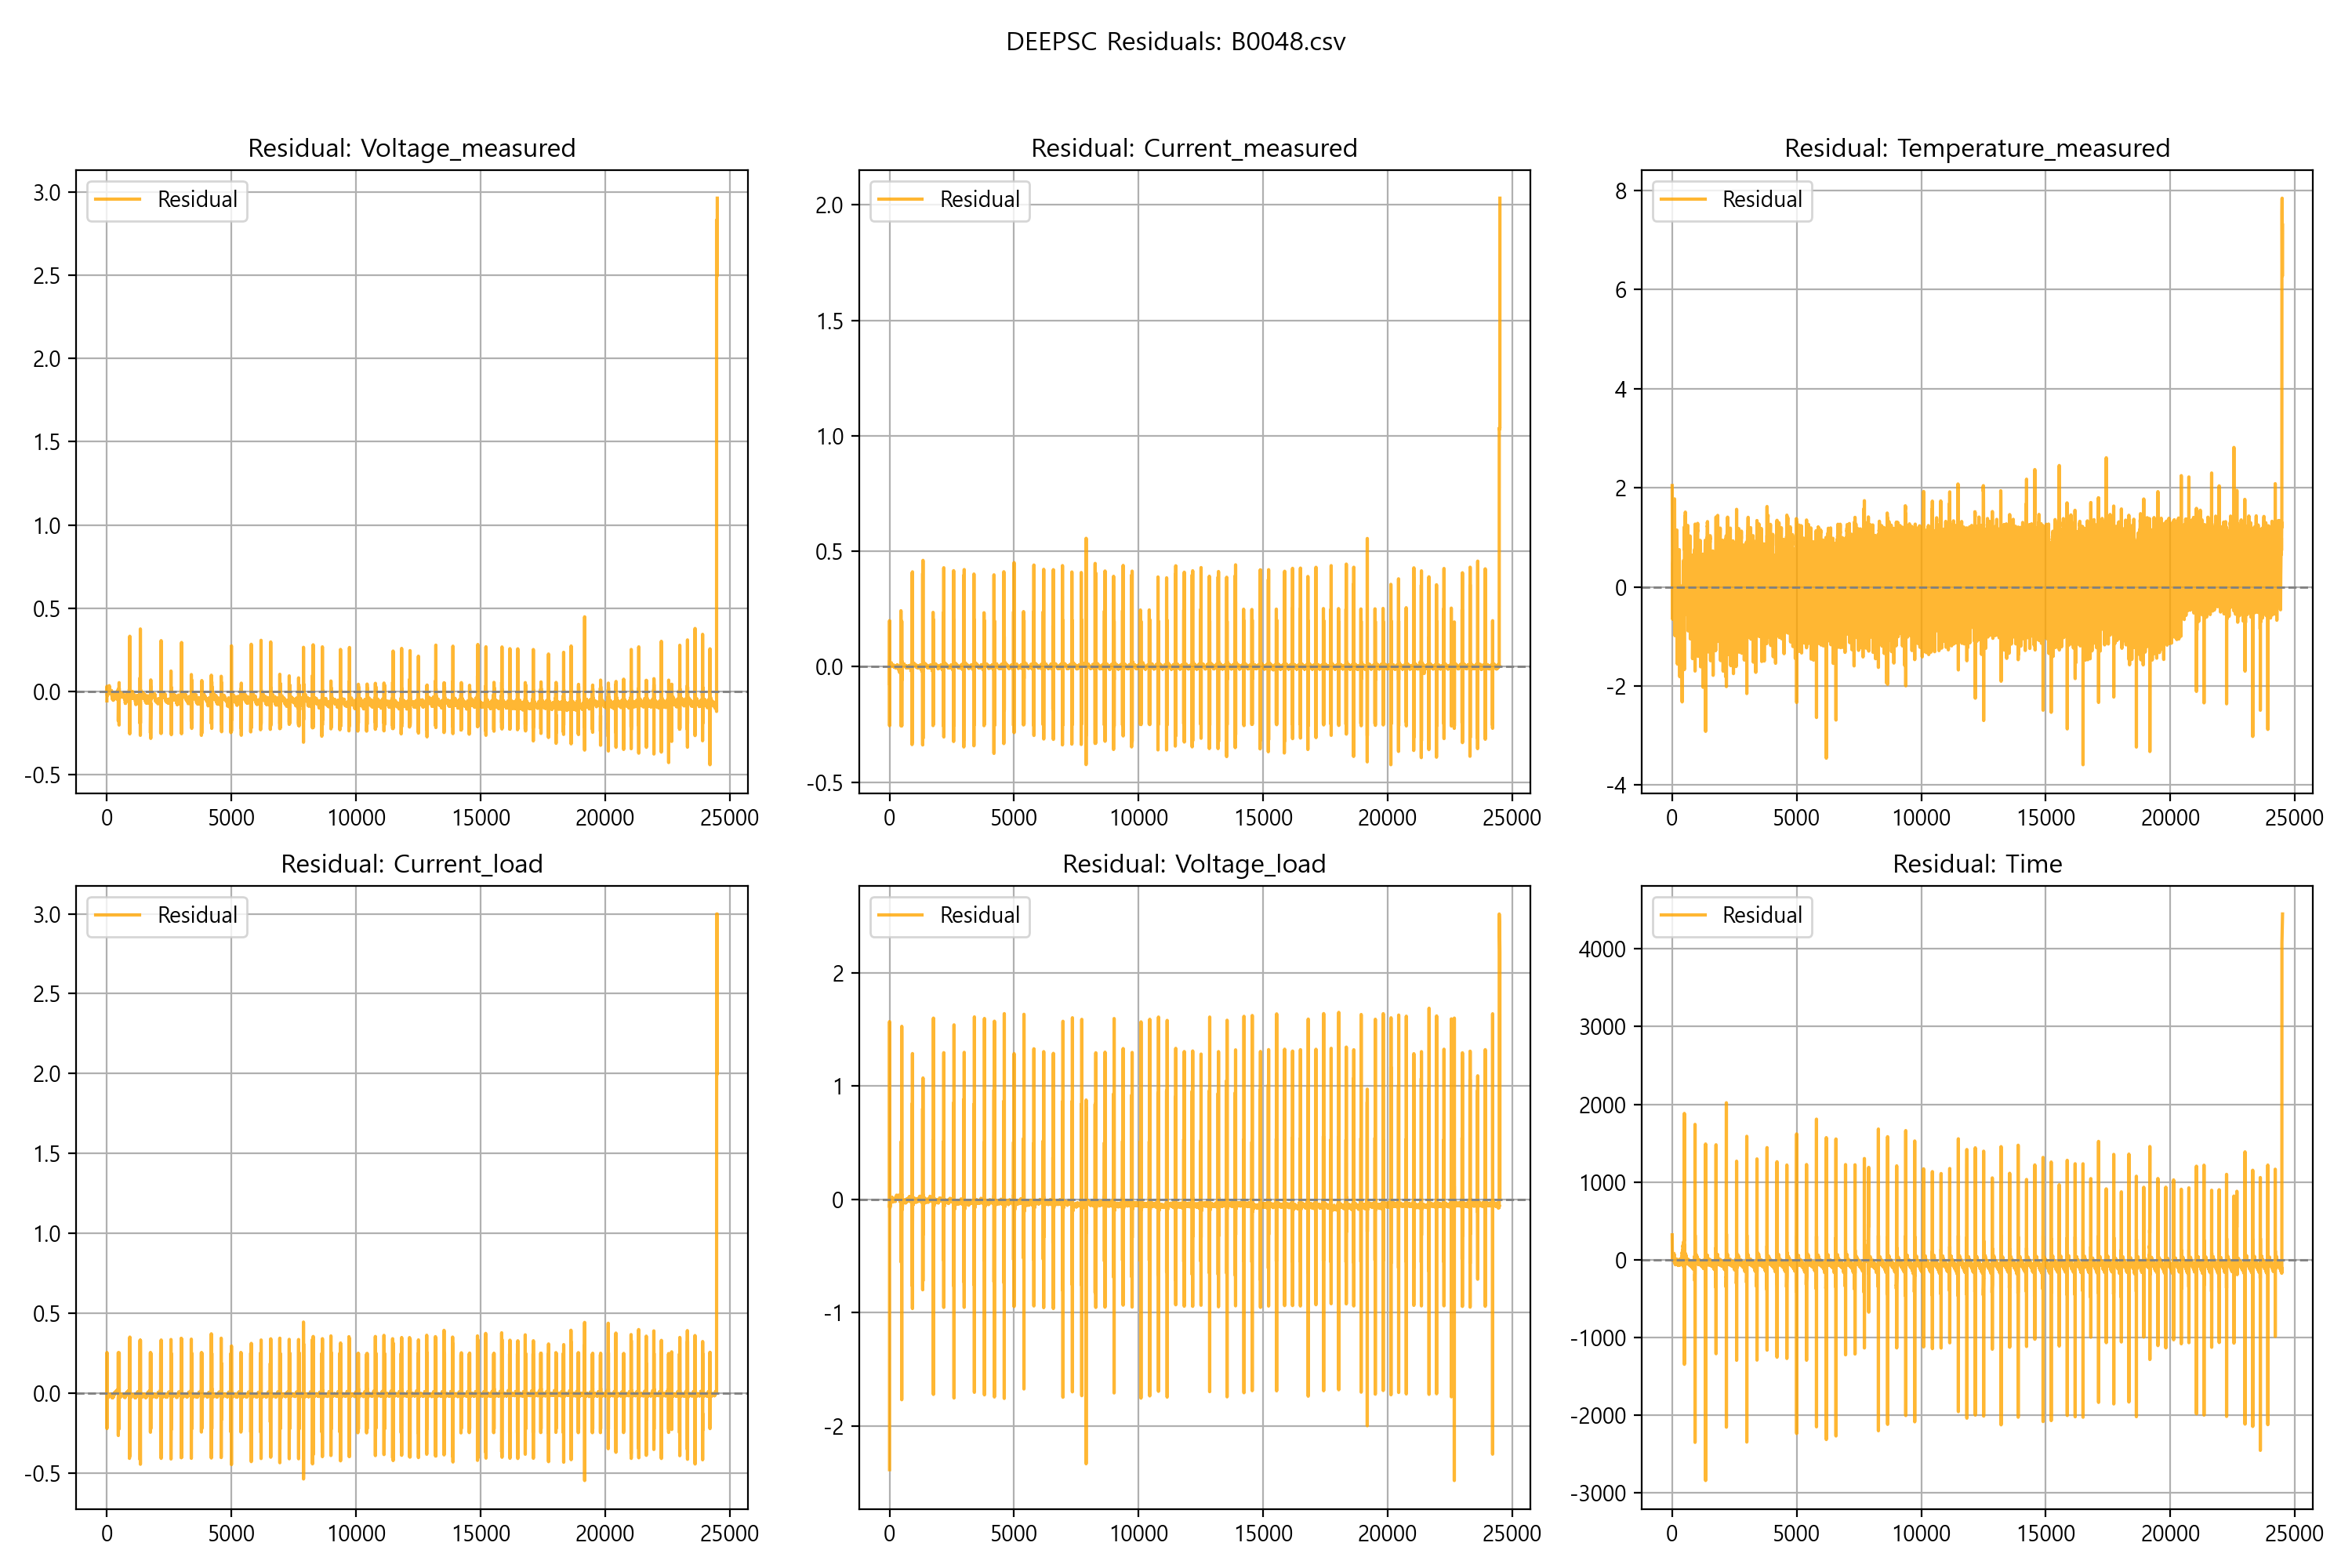 DEEPSC Residuals: B0048.csv
Residual: Voltage_measured
Residual
3.0
2.5
2.0
1.5
1.0
0.5
0.0
-0.5
0 5000 10000 15000 20000 25000
Residual: Current_measured
Residual
2.0
1.5
1.0
0.5
0.0
-0.5
0 5000 10000 15000 20000 25000
Residual: Temperature_measured
Residual
8
6
4
2
0
-2
-4
0 5000 10000 15000 20000 25000
Residual: Current_load
Residual
3.0
2.5
2.0
1.5
1.0
0.5
0.0
-0.5
0 5000 10000 15000 20000 25000
Residual: Voltage_load
Residual
2
1
0
-1
-2
0 5000 10000 15000 20000 25000
Residual: Time
Residual
4000
3000
2000
1000
0
-1000
-2000
-3000
0 5000 10000 15000 20000 25000